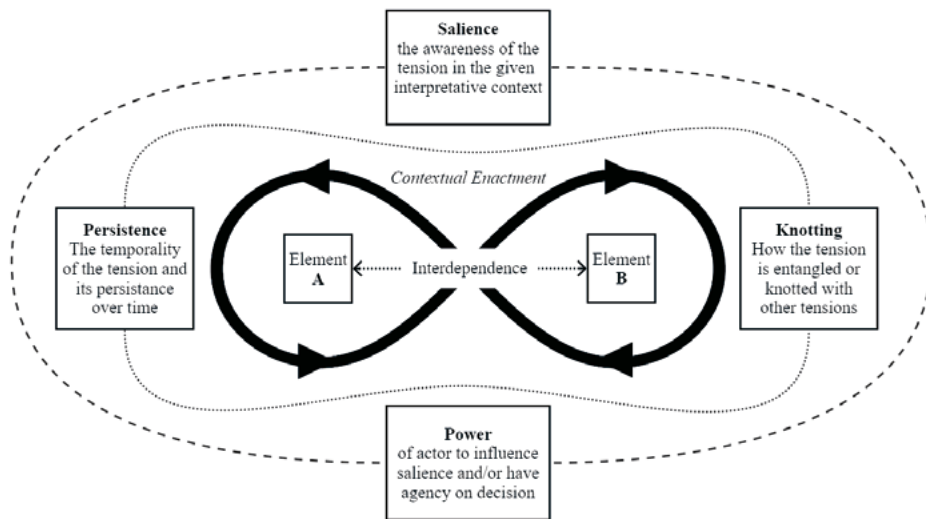 Salience
the awareness of the
tension in the given
interpretative context
Contextual Enactment
Persistence
The temporality
of the tension and
its persistance
over time
Element
A
Interdependence
Element
B
Knotting
How the tension
is entangled or
knotted with
other tensions
Power
of actor to influence
salience and/or have
agency on decision